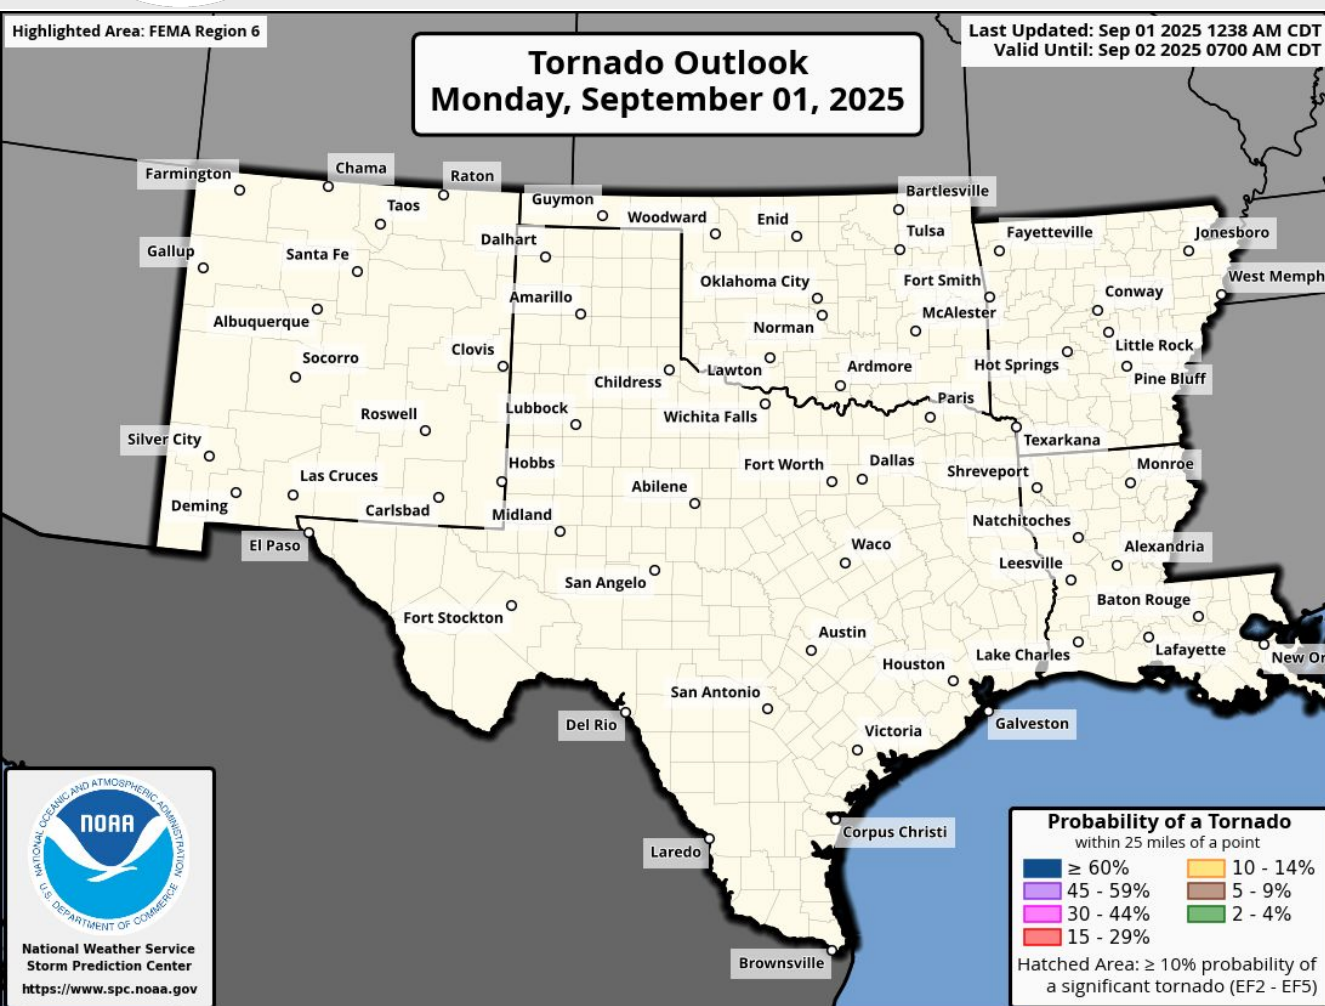 Highlighted Area: FEMA Region 6
Last Updated: Sep 01 2025 1238 AM CDT
Valid Until: Sep 02 2025 0700 AM CDT
Tornado Outlook
Monday, September 01, 2025
Farmington
Chama
Raton
Taos
Guymon
Woodward
Enid
Bartlesville
Tulsa
Fayetteville
Jonesboro
Gallup
Santa Fe
Dalhart
Oklahoma City
Fort Smith
Conway
West Memph
Albuquerque
Amarillo
Norman
McAlester
Little Rock
Socorro
Clovis
Childress
Lawton
Ardmore
Hot Springs
Pine Bluff
Roswell
Lubbock
Wichita Falls
Paris
Texarkana
Silver City
Las Cruces
Hobbs
Abilene
Fort Worth
Dallas
Shreveport
Monroe
Deming
Carlsbad
Midland
Natchitoches
El Paso
San Angelo
Waco
Leesville
Alexandria
Fort Stockton
Austin
Baton Rouge
Houston
Lake Charles
Lafayette
New Or
San Antonio
Del Rio
Victoria
Galveston
Laredo
Corpus Christi
Brownsville
NATIONAL OCEANIC AND ATMOSPHERIC ADMINISTRATION
NOAA
U.S. DEPARTMENT OF COMMERCE
National Weather Service
Storm Prediction Center
https://www.spc.noaa.gov
Probability of a Tornado
within 25 miles of a point
≥ 60%
45 - 59%
30 - 44%
15 - 29%
10 - 14%
5 - 9%
2 - 4%
Hatched Area: ≥ 10% probability of
a significant tornado (EF2 - EF5)